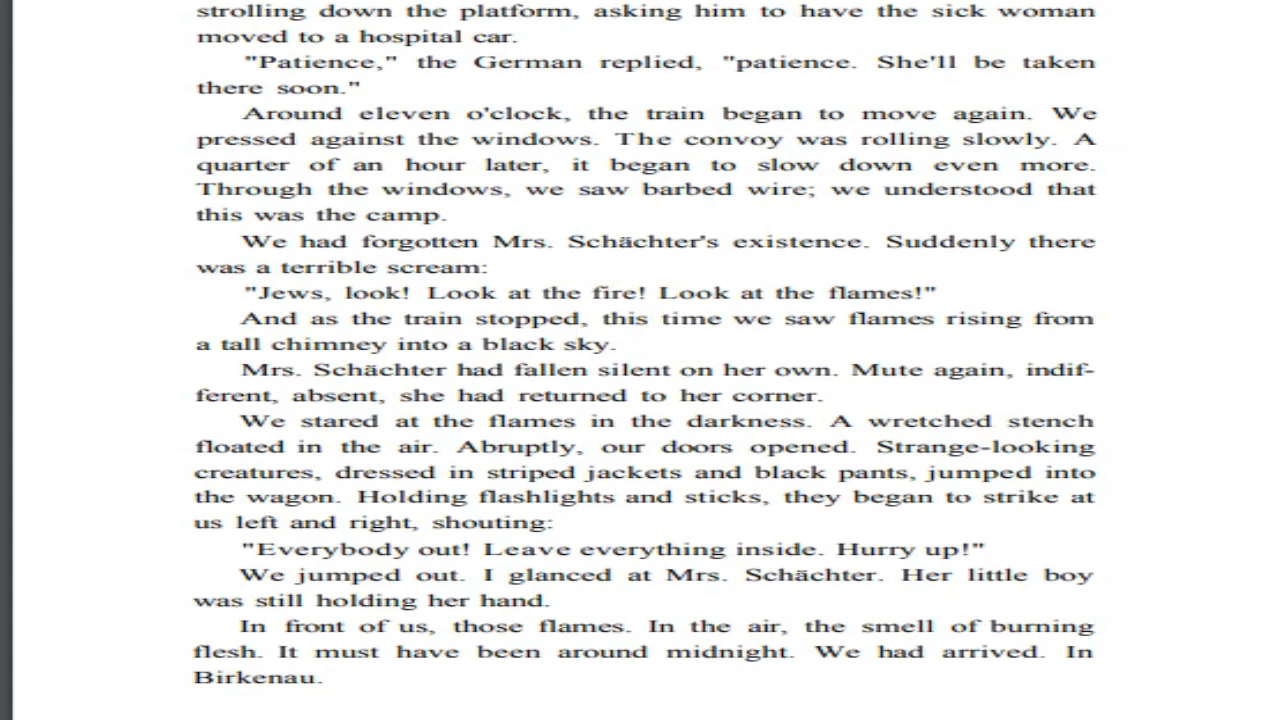 strolling down the platform, asking him to have the sick woman
moved to a hospital car.
"Patience," the German replied, "patience. She'll be taken
there soon."
Around eleven o'clock, the train began to move again. We
pressed against the windows. The convoy was rolling slowly. A
quarter of an hour later, it began to slow down even more.
Through the windows, we saw barbed wire; we understood that
this was the camp.
We had forgotten Mrs. Schächter's existence. Suddenly there
was a terrible scream:
"Jews, look! Look at the fire! Look at the flames!"
And as the train stopped, this time we saw flames rising from
a tall chimney into a black sky.
Mrs. Schächter had fallen silent on her own. Mute again, indif-
ferent, absent, she had returned to her corner.
We stared at the flames in the darkness. A wretched stench
floated in the air. Abruptly, our doors opened. Strange-looking
creatures, dressed in striped jackets and black pants, jumped into
the wagon. Holding flashlights and sticks, they began to strike at
us left and right, shouting:
"Everybody out! Leave everything inside. Hurry up!"
We jumped out. I glanced at Mrs. Schächter. Her little boy
was still holding her hand.
In front of us, those flames. In the air, the smell of burning
flesh. It must have been around midnight. We had arrived. In
Birkenau.